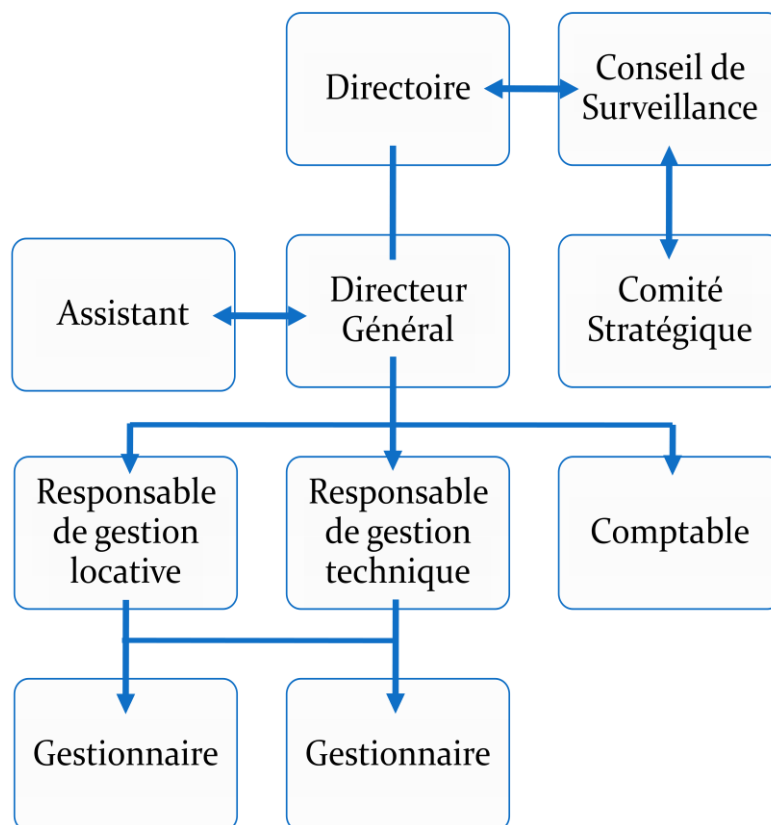 Directoire
Conseil de
Surveillance
Assistant
Directeur
Général
Comité
Stratégique
Responsable
de gestion
locative
Responsable
de gestion
technique
Comptable
Gestionnaire
Gestionnaire